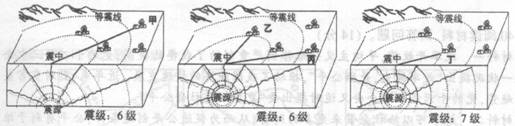 等震线 甲
震中
震源
震级：6级
等震线
乙
震中 丙
震源
震级：6级
等震线
震中 丁
震源
震级：7级